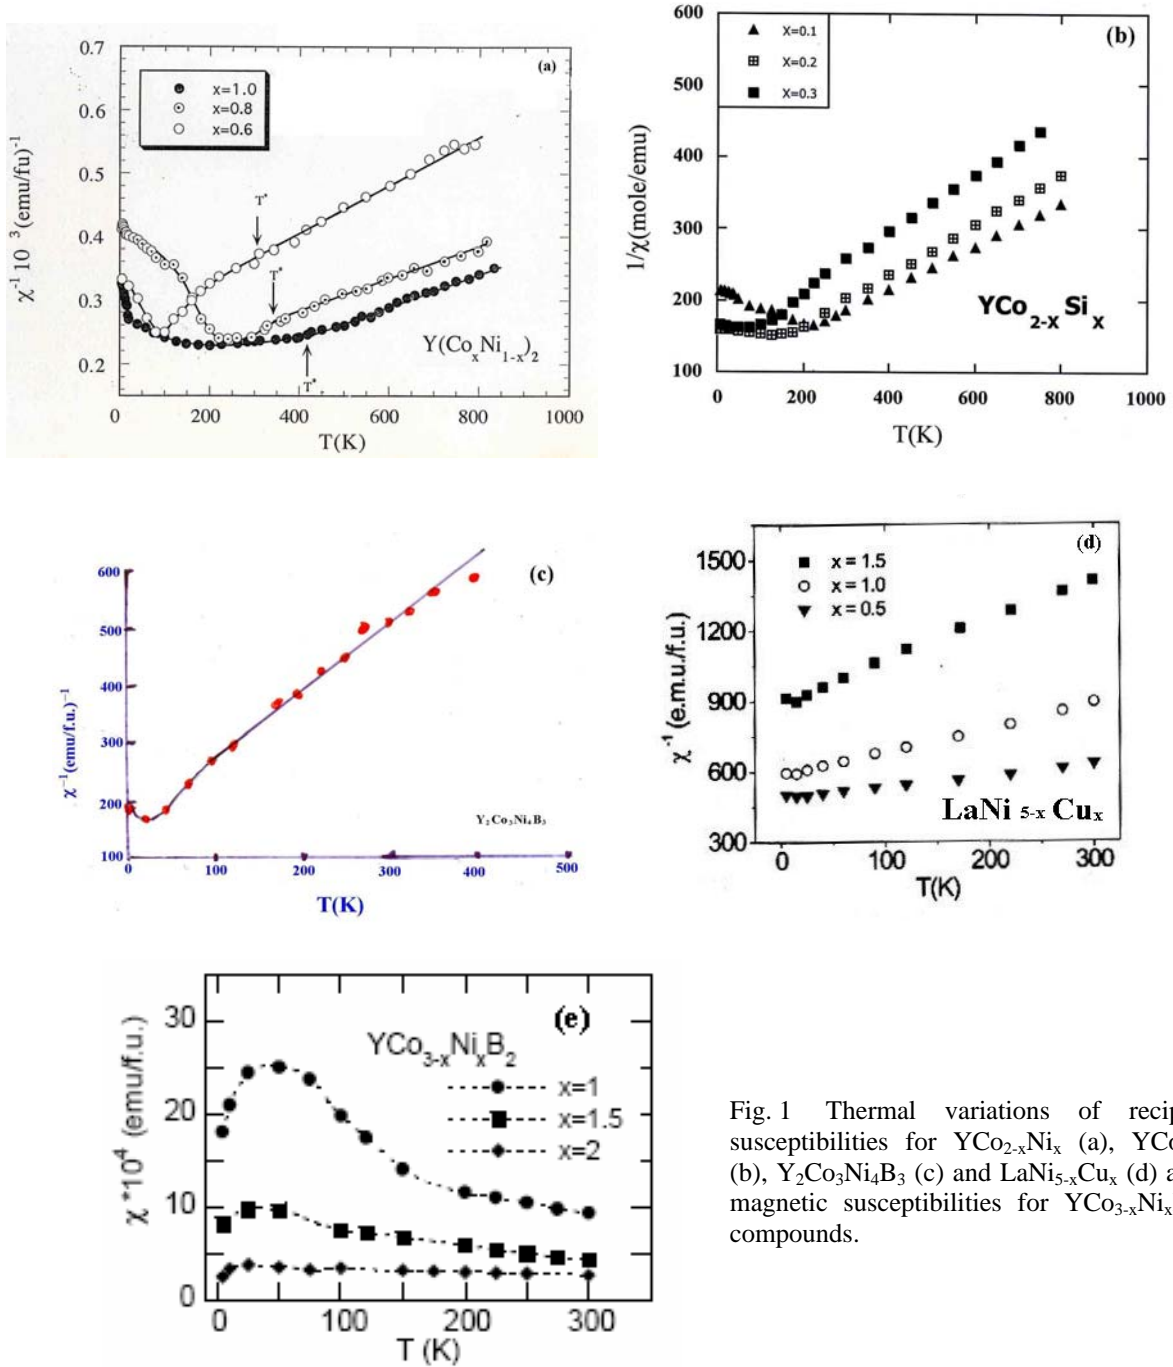 (a)
x=1.0
x=0.8
x=0.6
χ⁻¹ 10 ³ (emu/fu)⁻¹
0.7
0.6
0.5
0.4
0.3
0.2
T*
T*
T*
Y(CoₓNi₁₋ₓ)₂
0 200 400 600 800 1000
T(K)
(b)
X=0.1
X=0.2
X=0.3
1/χ(mole/emu)
600
500
400
300
200
100
YCo₂₋ₓSiₓ
0 200 400 600 800 1000
T(K)
(c)
χ⁻¹(emu/f.u.)⁻¹
600
500
400
300
200
100
Y₂Co₃Ni₄B₃
0 100 200 300 400 500
T(K)
(d)
x = 1.5
x = 1.0
x = 0.5
χ⁻¹ (e.m.u./f.u.)
1500
1200
900
600
300
LaNi ₅₋ₓ Cuₓ
0 100 200 300
T(K)
(e)
YCo₃₋ₓNiₓB₂
x=1
x=1.5
x=2
χ*10⁴ (emu/f.u.)
30
20
10
0
0 100 200 300
T (K)
Fig. 1 Thermal variations of recip
susceptibilities for YCo₂₋ₓNiₓ (a), YCo
(b), Y₂Co₃Ni₄B₃ (c) and LaNi₅₋ₓCuₓ (d) a
magnetic susceptibilities for YCo₃₋ₓNiₓ
compounds.